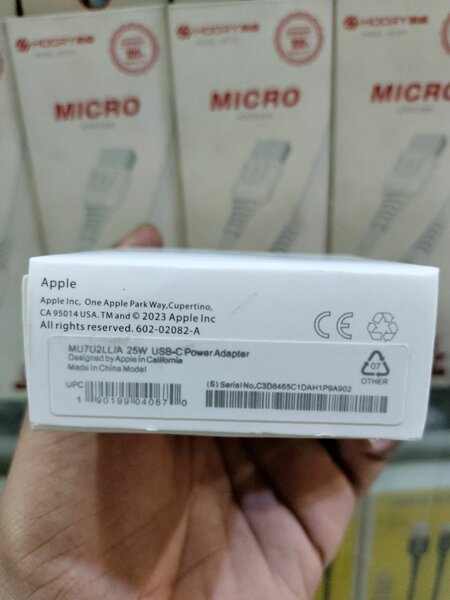 MICRO
MICRO
MICRO
Apple
Apple Inc, One Apple Park Way,Cupertino,
CA 95014 USA.TM and © 2023 Apple Inc
All rights reserved. 602-02082-A
CE
MU7U2LL/A 25W USB-C Power Adapter
Designed by Apple in California
Made in China Model
07
OTHER
UPC
1 90199 04067 0
(S) Serial No.C3D8465C1DAH1P9A902